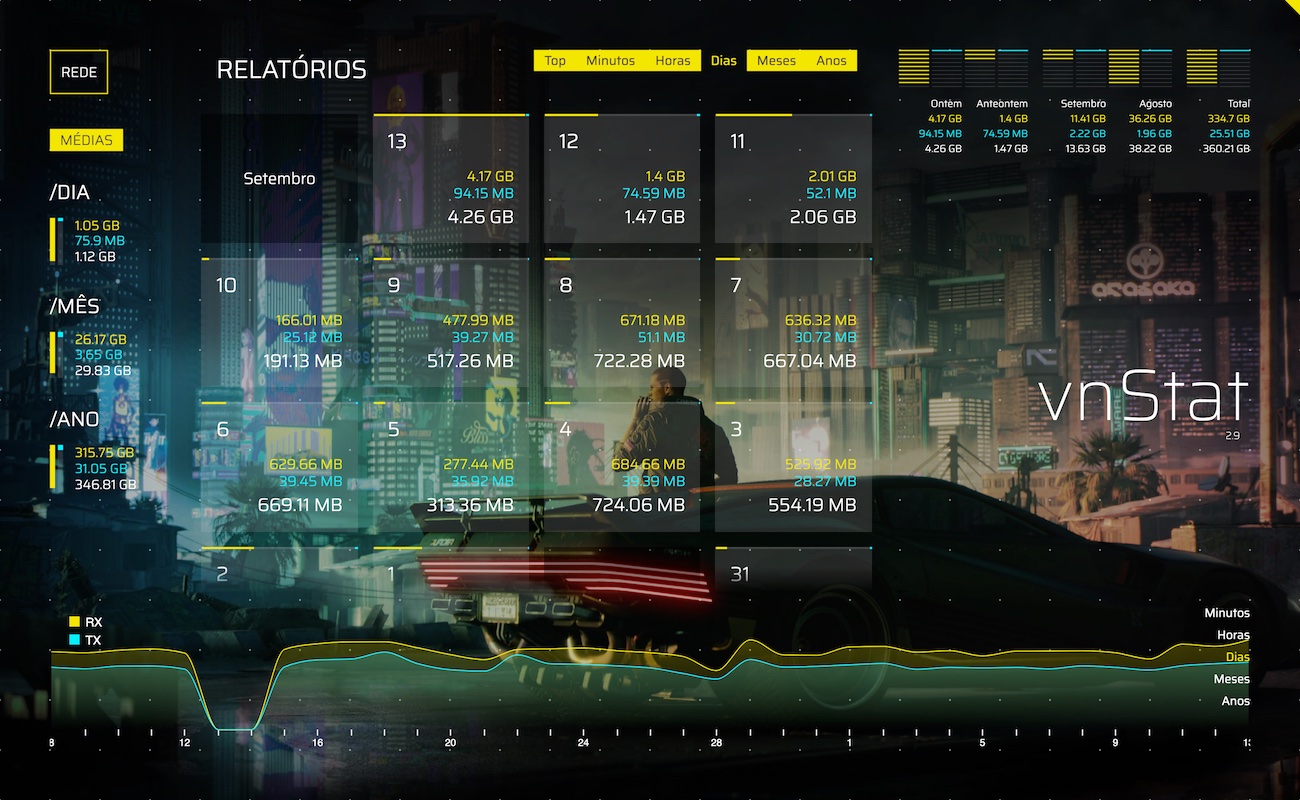 REDE
RELATÓRIOS
Top Minutos Horas Dias Meses Anos
Ontem Anteontem Setembro Agosto Total
4.17 GB 1.4 GB 11.41 GB 36.26 GB 334.7 GB
94.15 MB 74.59 MB 2.22 GB 1.96 GB 25.51 GB
4.26 GB 1.47 GB 13.63 GB 38.22 GB 360.21 GB
MÉDIAS
/DIA
1.05 GB
75.9 MB
1.12 GB
/MÊS
26.17 GB
3.65 GB
29.83 GB
/ANO
315.75 GB
31.05 GB
346.81 GB
Setembro
13
4.17 GB
94.15 MB
4.26 GB
12
1.4 GB
74.59 MB
1.47 GB
11
2.01 GB
52.1 MB
2.06 GB
10
166.01 MB
25.12 MB
191.13 MB
9
477.99 MB
39.27 MB
517.26 MB
8
671.18 MB
51.1 MB
722.28 MB
7
636.32 MB
30.72 MB
667.04 MB
6
629.66 MB
39.45 MB
669.11 MB
5
277.44 MB
35.92 MB
313.36 MB
4
684.66 MB
39.39 MB
724.06 MB
3
525.92 MB
28.27 MB
554.19 MB
2
1
31
arasaka
vnStat
2.9
RX
TX
Minutos
Horas
Dias
Meses
Anos
8 12 16 20 24 28 1 5 9